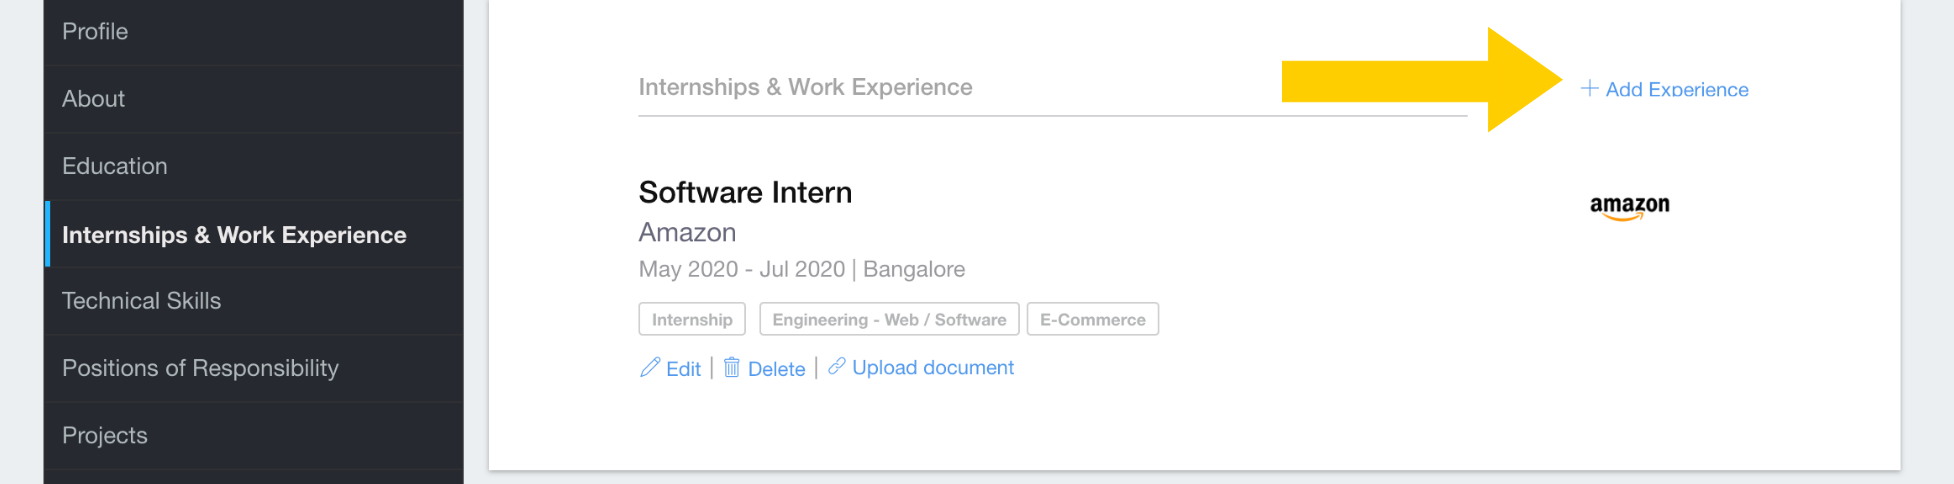 Profile
About
Education
Internships & Work Experience
Technical Skills
Positions of Responsibility
Projects
Internships & Work Experience
+ Add Experience
Software Intern
amazon
Amazon
May 2020 - Jul 2020 | Bangalore
Internship
Engineering - Web / Software
E-Commerce
Edit | Delete | Upload document